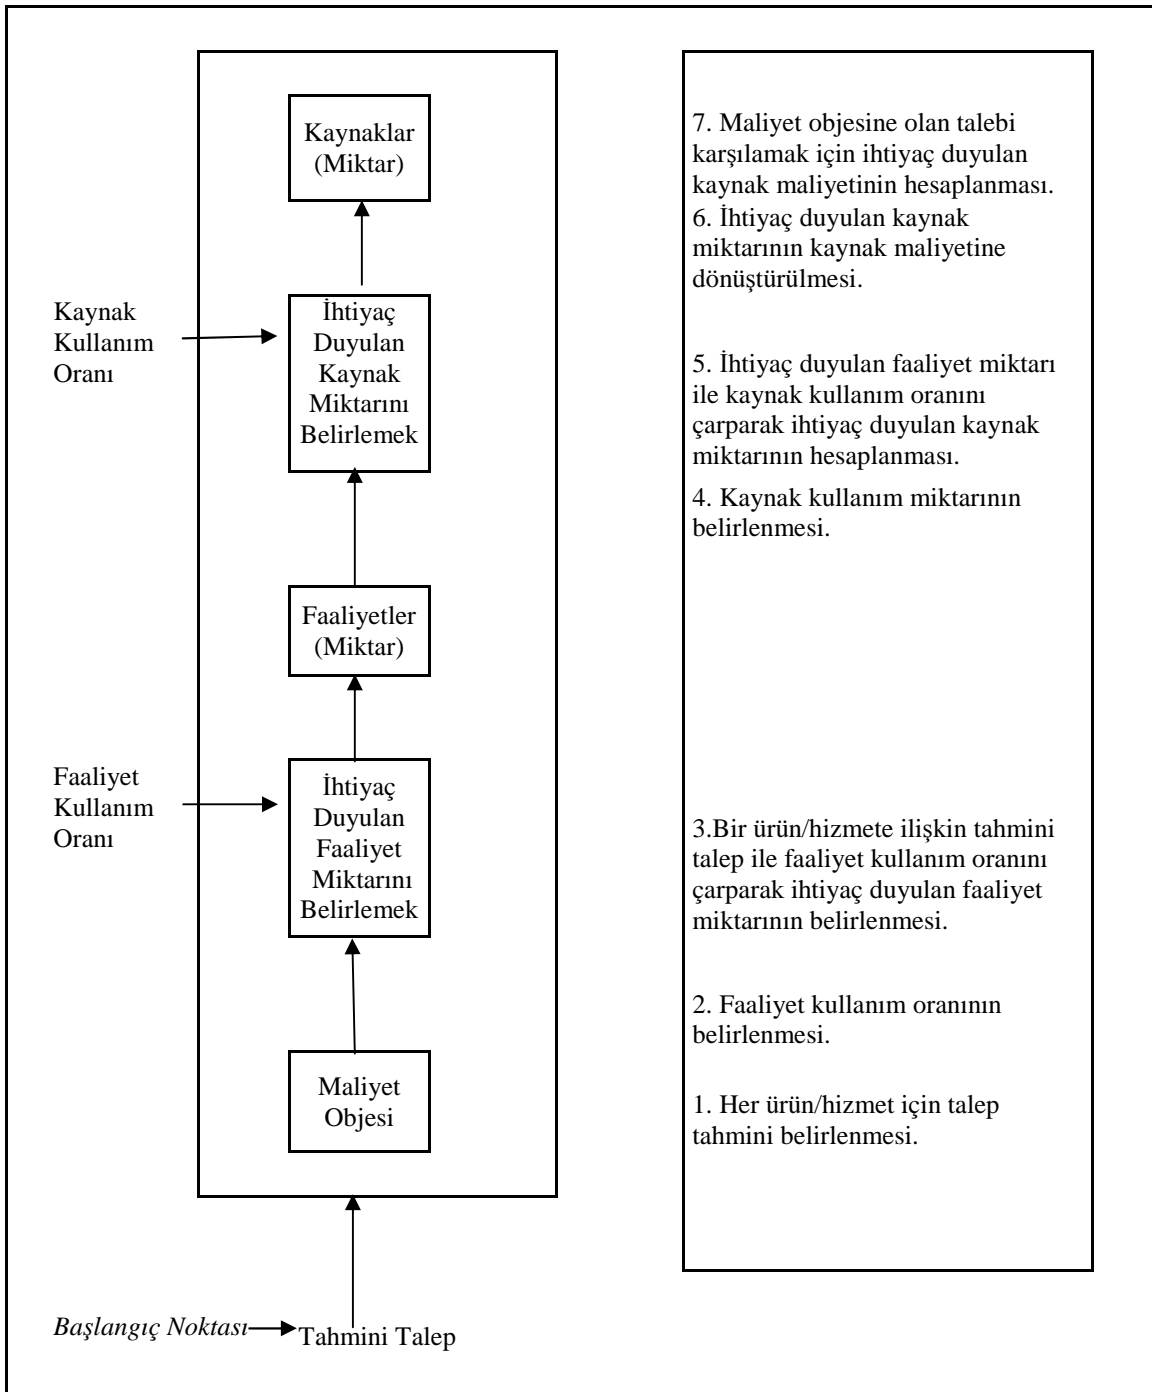 Kaynaklar
(Miktar)
Kaynak
Kullanım
Oranı
İhtiyaç
Duyulan
Kaynak
Miktarını
Belirlemek
Faaliyetler
(Miktar)
Faaliyet
Kullanım
Oranı
İhtiyaç
Duyulan
Faaliyet
Miktarını
Belirlemek
Maliyet
Objesi
Başlangıç Noktası
Tahmini Talep
7. Maliyet objesine olan talebi
karşılamak için ihtiyaç duyulan
kaynak maliyetinin hesaplanması.
6. İhtiyaç duyulan kaynak
miktarının kaynak maliyetine
dönüştürülmesi.
5. İhtiyaç duyulan faaliyet miktarı
ile kaynak kullanım oranını
çarparak ihtiyaç duyulan kaynak
miktarının hesaplanması.
4. Kaynak kullanım miktarının
belirlenmesi.
3.Bir ürün/hizmete ilişkin tahmini
talep ile faaliyet kullanım oranını
çarparak ihtiyaç duyulan faaliyet
miktarının belirlenmesi.
2. Faaliyet kullanım oranının
belirlenmesi.
1. Her ürün/hizmet için talep
tahmini belirlenmesi.